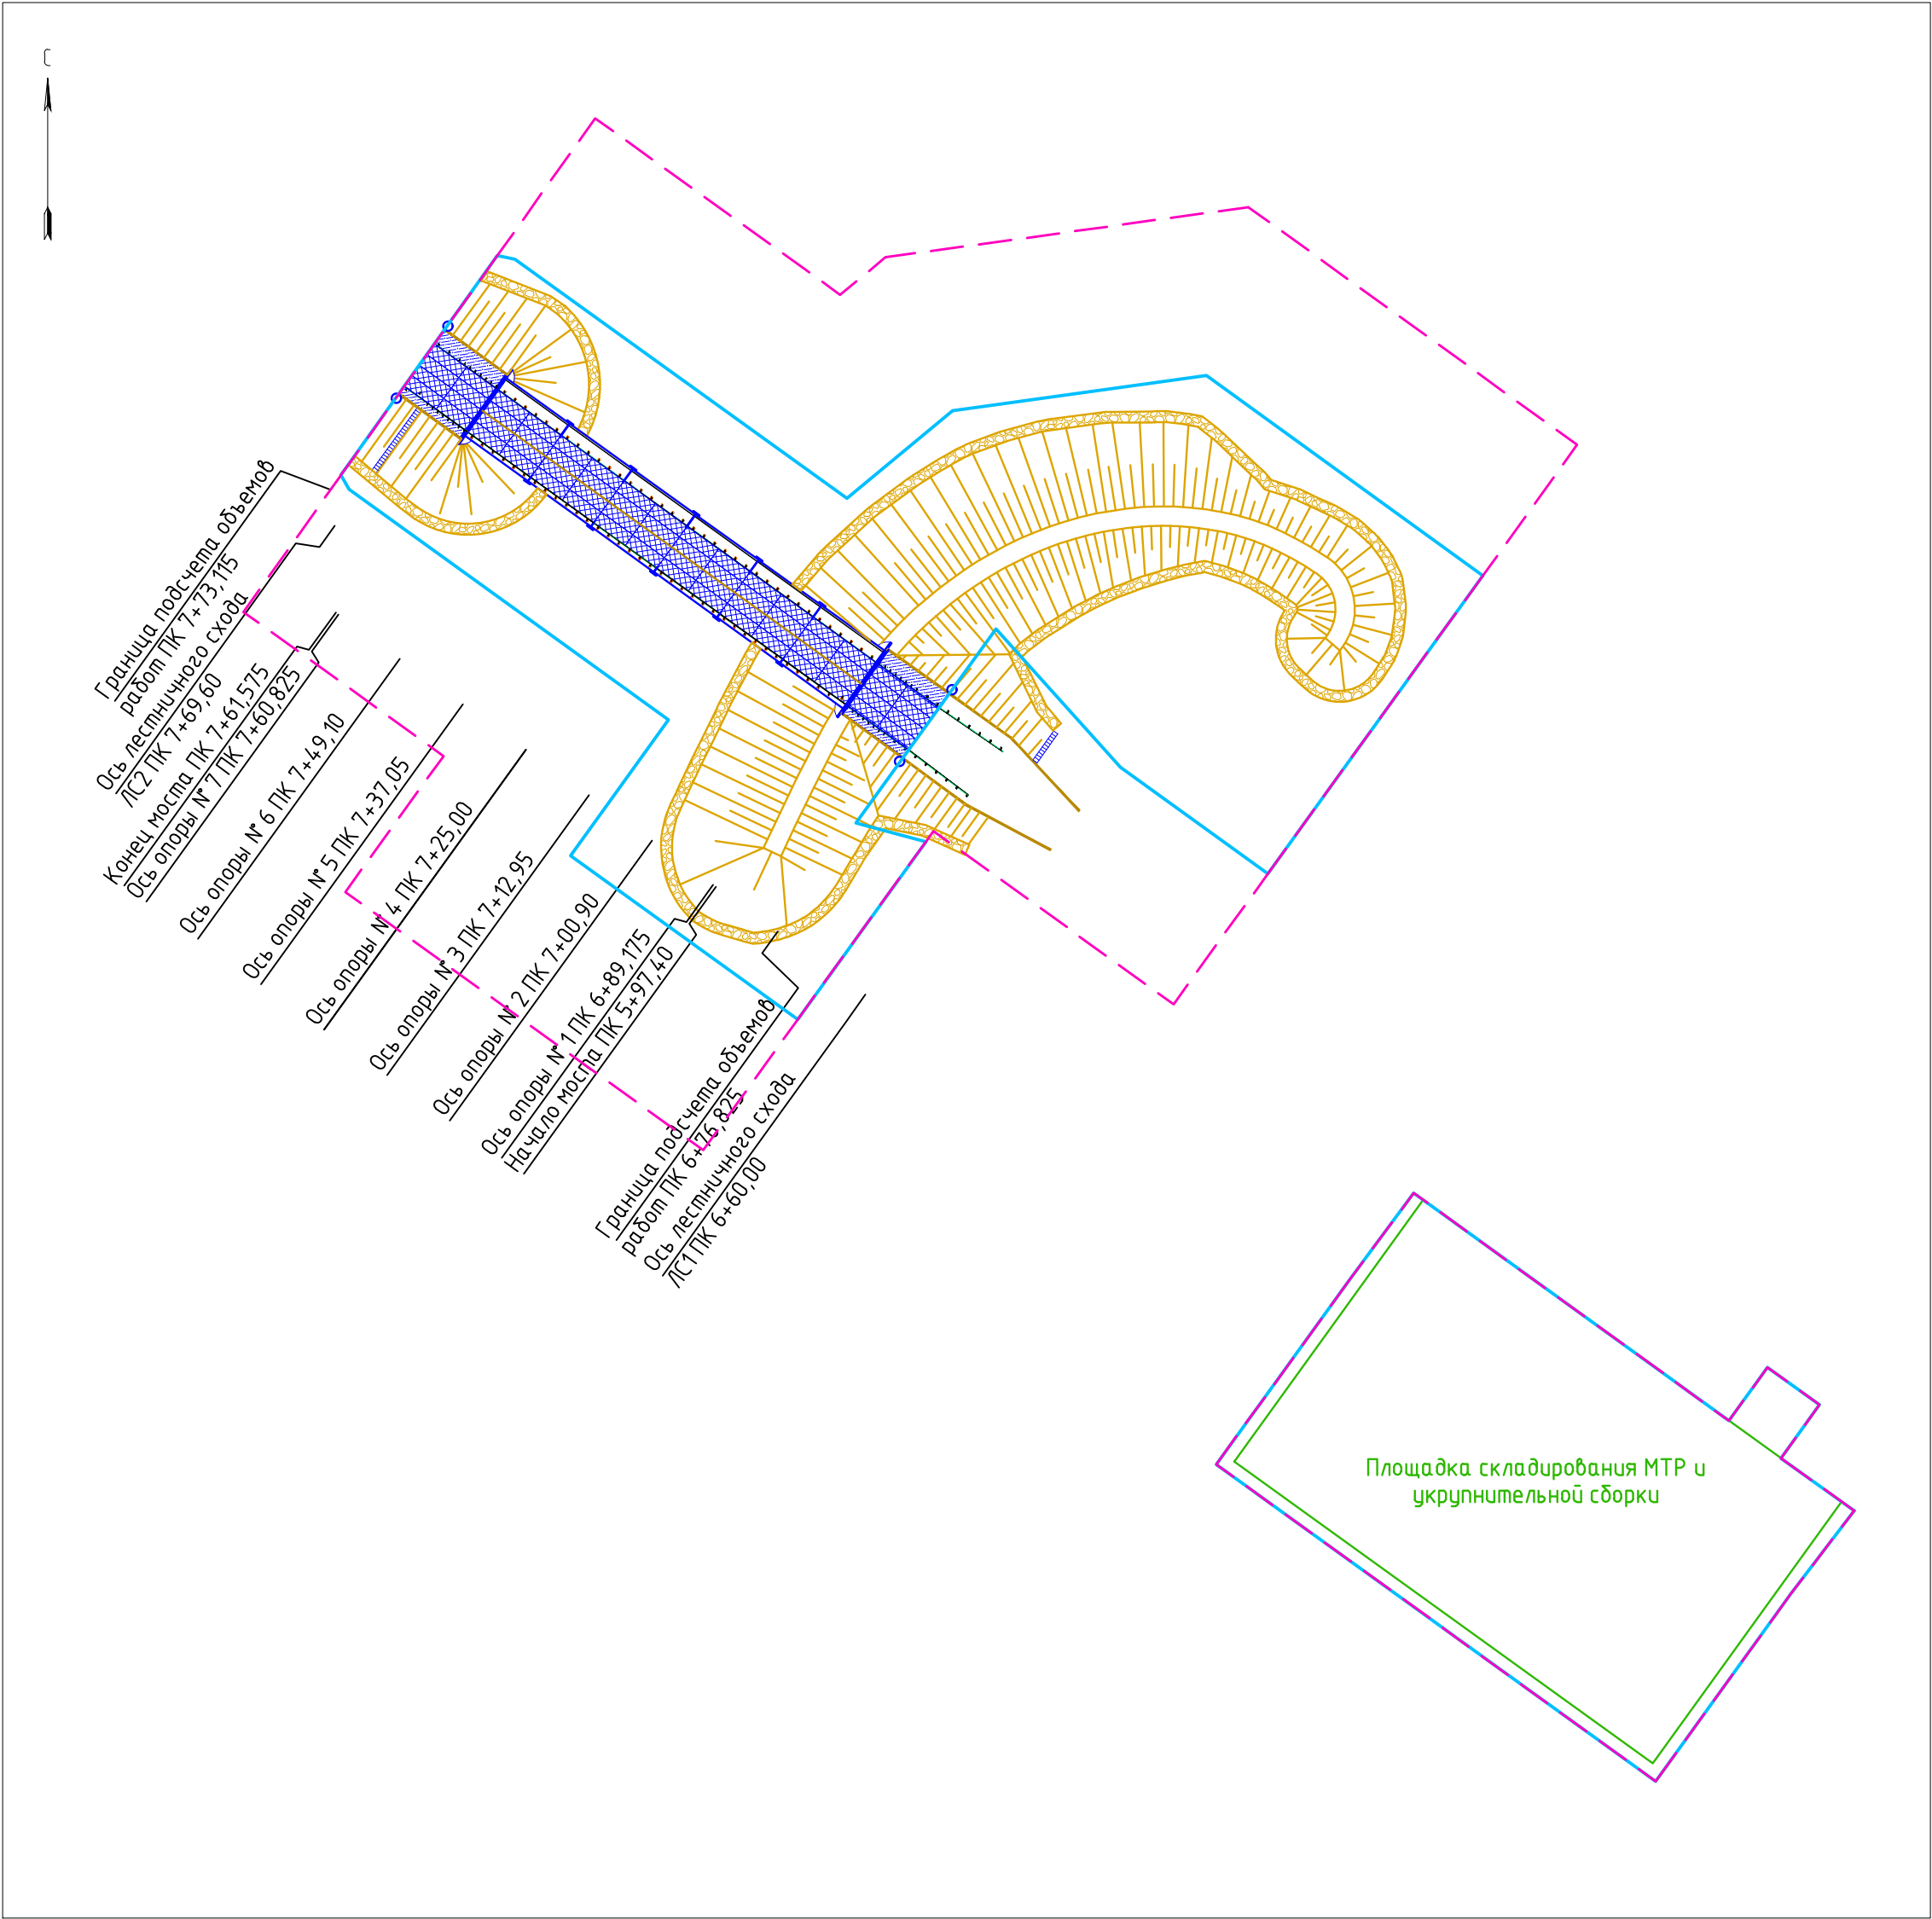 С
Граница подсчета объемов
работ ПК 7+73,115
Ось лестничного схода
ЛС2 ПК 7+69,60
Конец моста ПК 7+61,575
Ось опоры №7 ПК 7+60,825
Ось опоры № 6 ПК 7+49,10
Ось опоры № 5 ПК 7+37,05
Ось опоры № 4 ПК 7+25,00
Ось опоры № 3 ПК 7+12,95
Ось опоры № 2 ПК 7+00,90
Ось опоры № 1 ПК 6+89,175
Начало моста ПК 5+97,40
Граница подсчета объемов
работ ПК 6+76,825
Ось лестничного схода
ЛС1 ПК 6+60,00
Площадка складирования МТР и
укрупнительной сборки